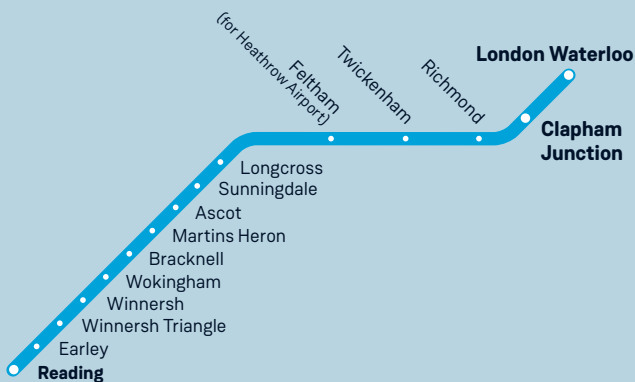 London Waterloo
Clapham
Junction
Richmond
Twickenham
Feltham
(for Heathrow Airport)
Longcross
Sunningdale
Ascot
Martins Heron
Bracknell
Wokingham
Winnersh
Winnersh Triangle
Earley
Reading